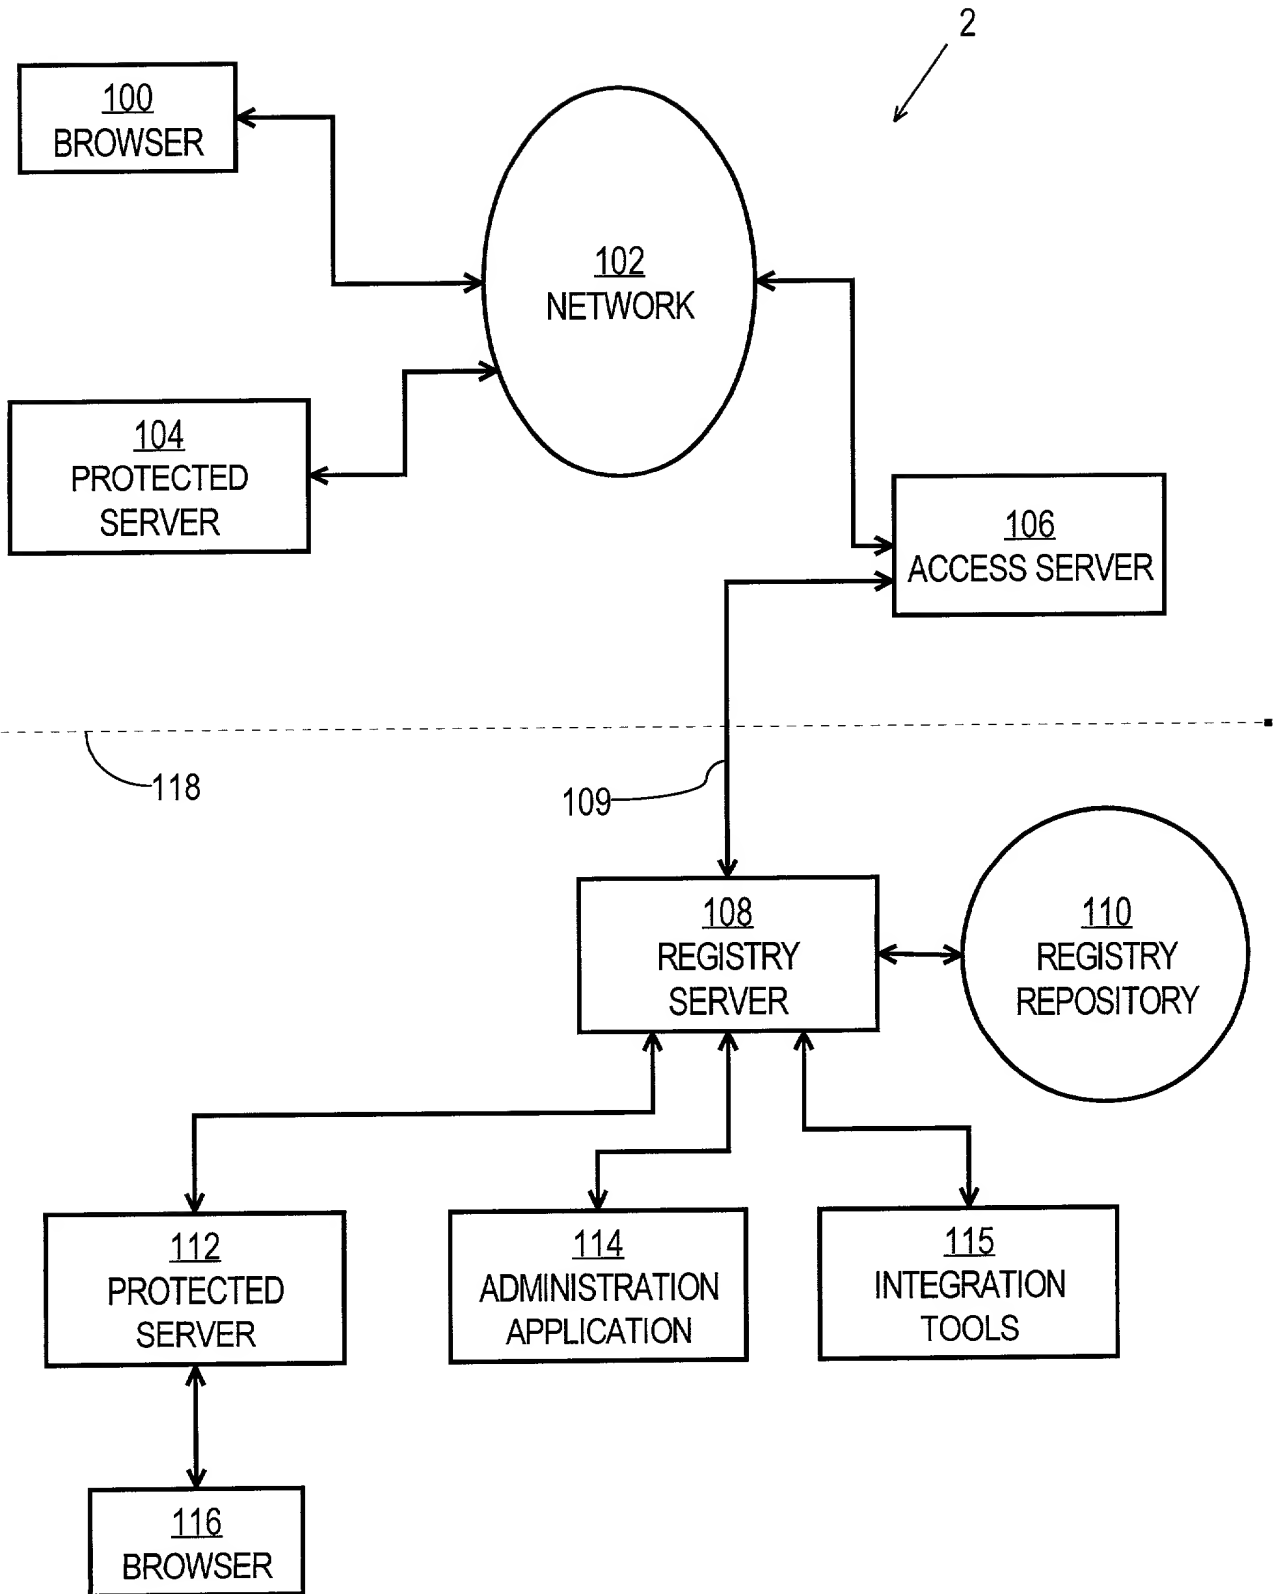 2
100
BROWSER
102
NETWORK
104
PROTECTED
SERVER
106
ACCESS SERVER
118
109
108
REGISTRY
SERVER
110
REGISTRY
REPOSITORY
112
PROTECTED
SERVER
114
ADMINISTRATION
APPLICATION
115
INTEGRATION
TOOLS
116
BROWSER